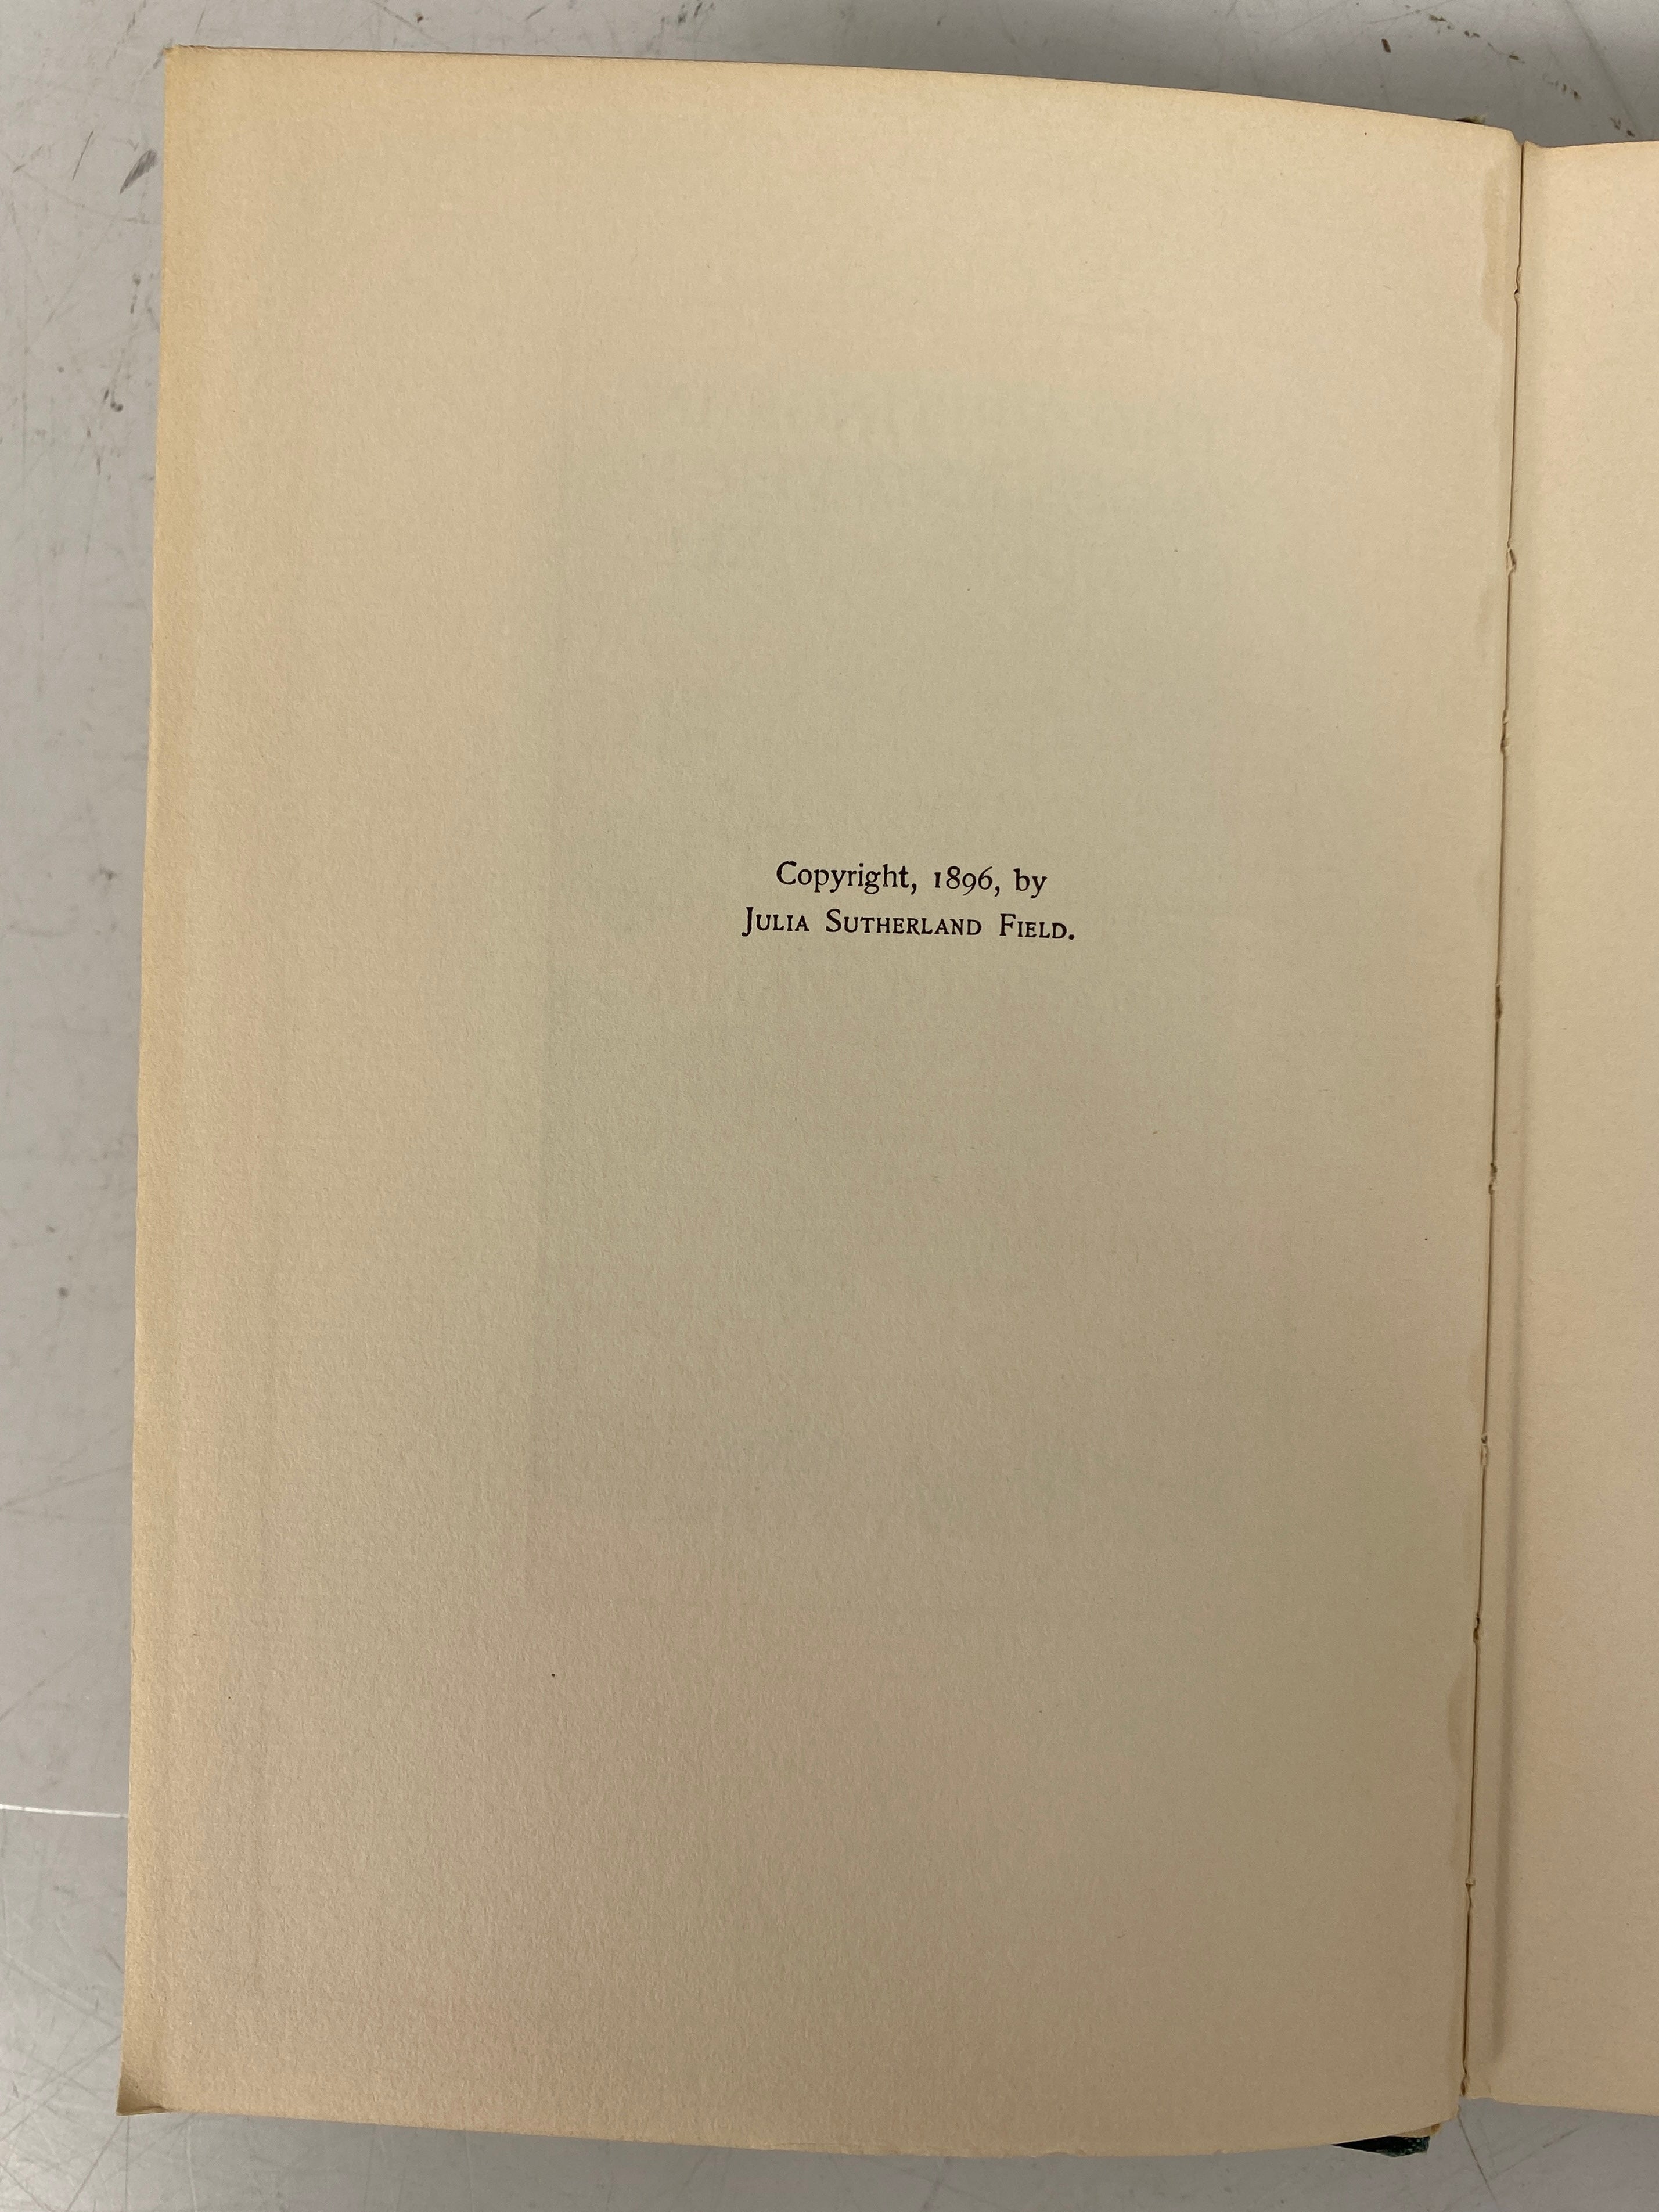 Copyright, 1896, by
Julia Sutherland Field.